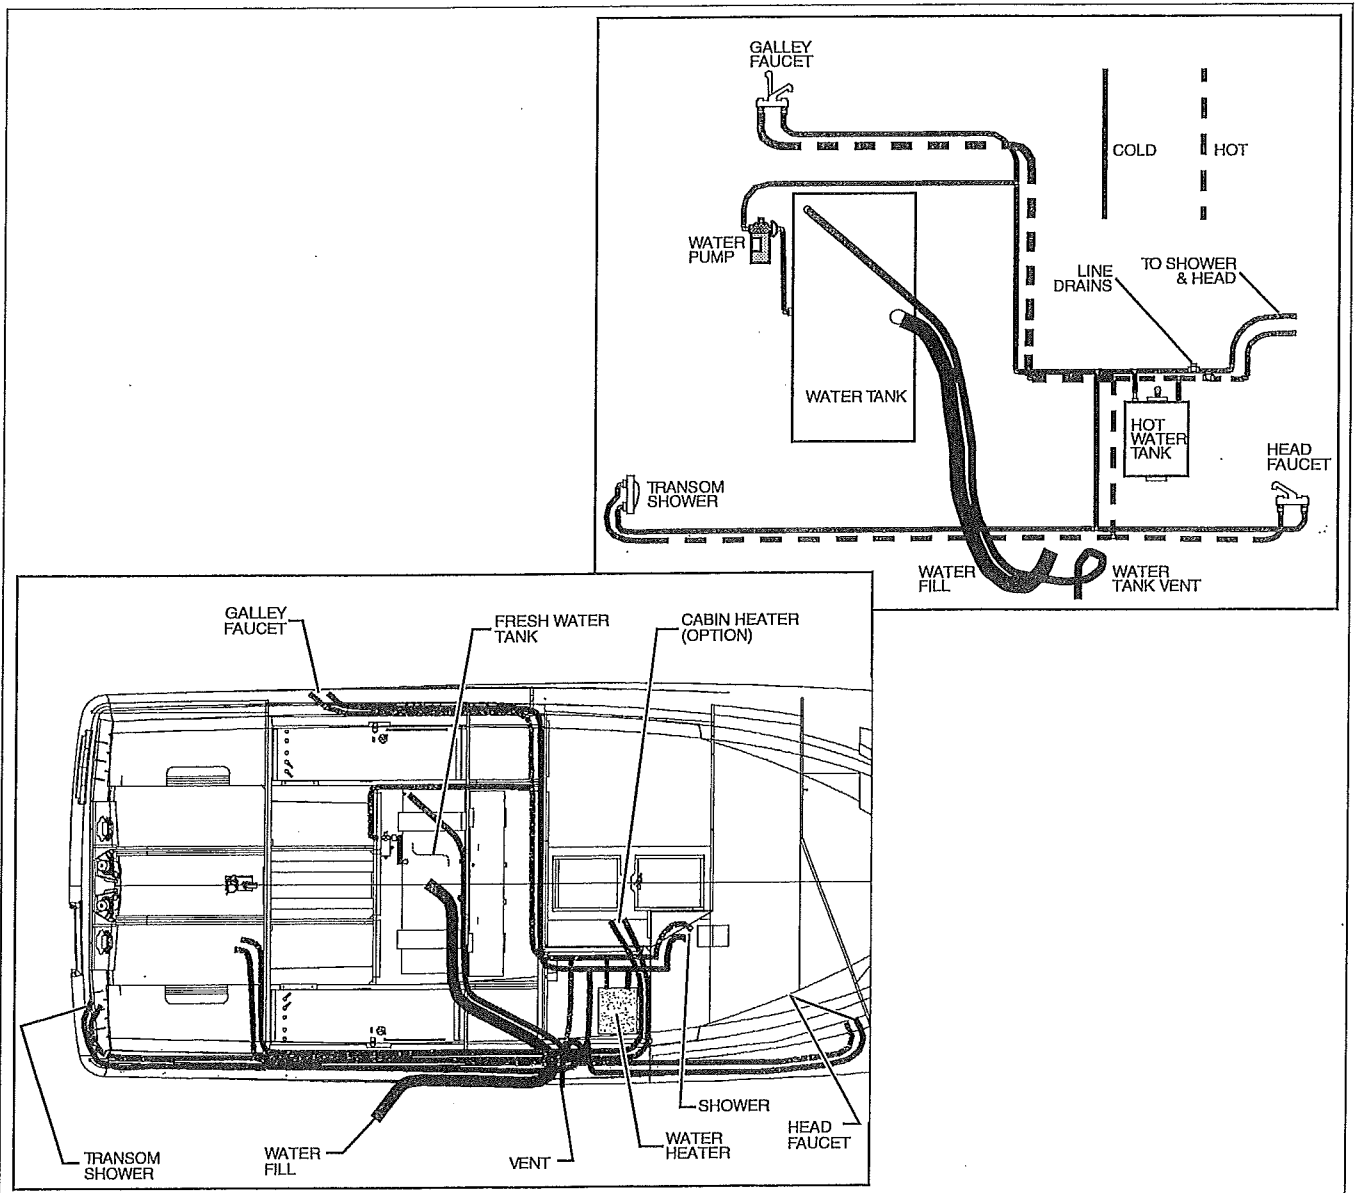 GALLEY
FAUCET
COLD
HOT
WATER
PUMP
LINE
DRAINS
TO SHOWER
& HEAD
WATER TANK
HOT
WATER
TANK
HEAD
FAUCET
TRANSOM
SHOWER
WATER
FILL
WATER
TANK VENT
GALLEY
FAUCET
FRESH WATER
TANK
CABIN HEATER
(OPTION)
TRANSOM
SHOWER
WATER
FILL
VENT
WATER
HEATER
SHOWER
HEAD
FAUCET